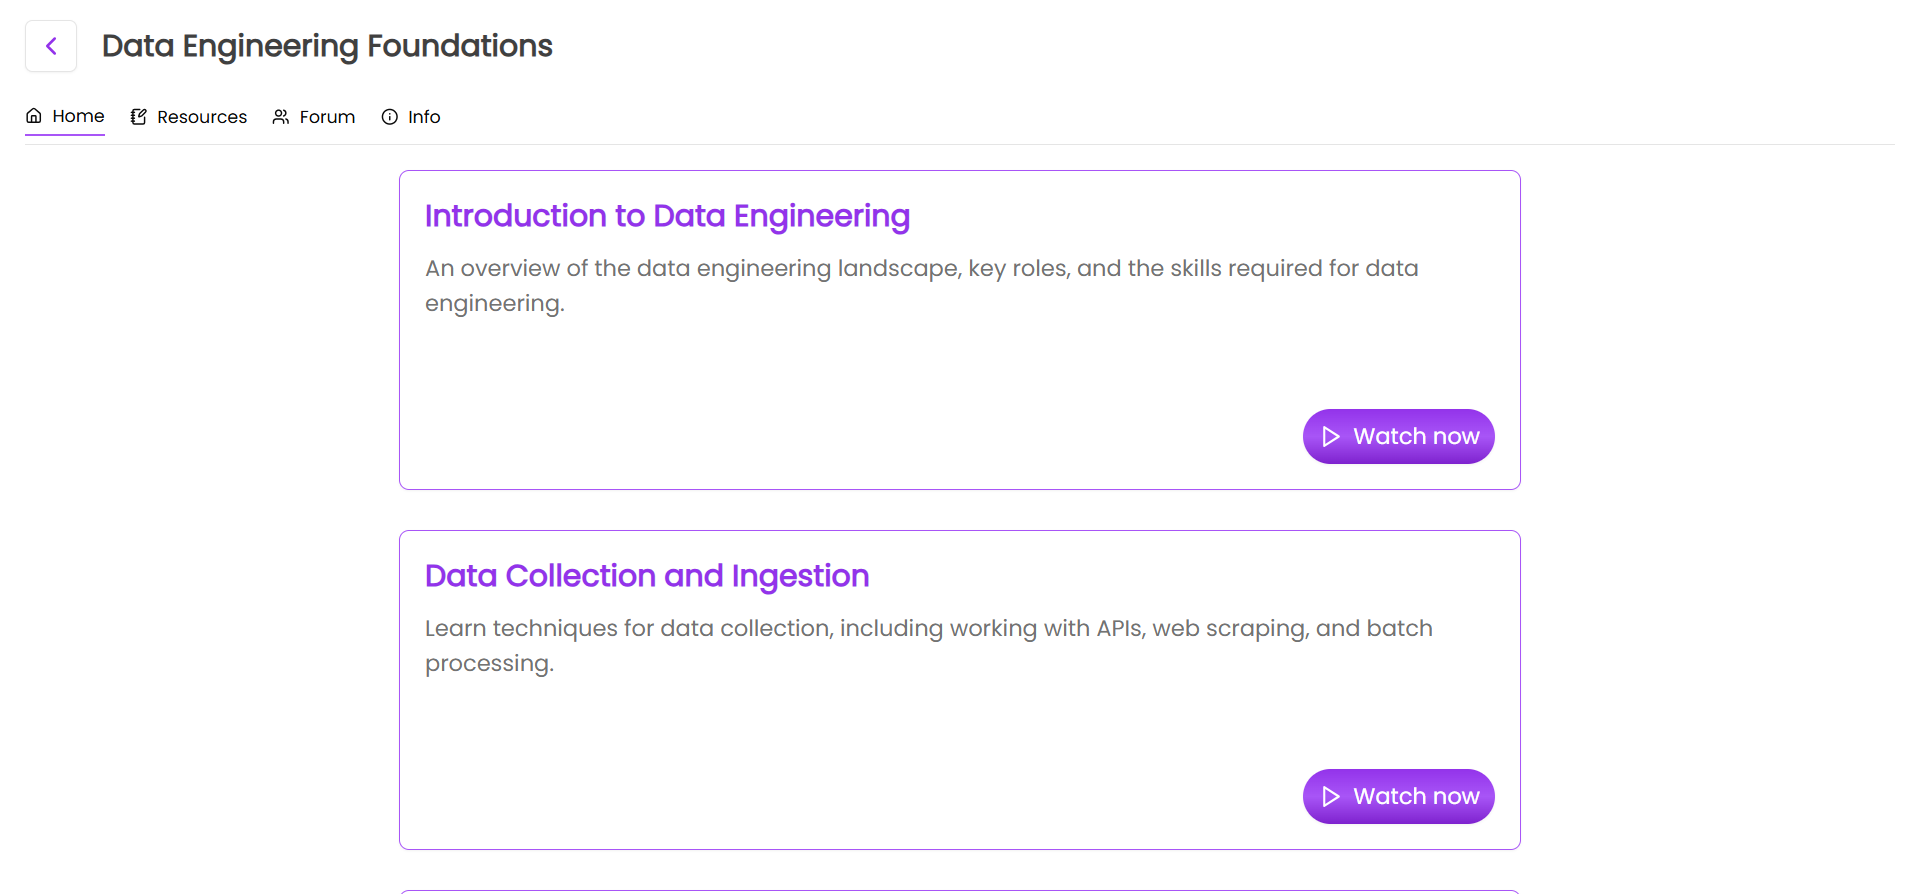 Data Engineering Foundations
Home Resources Forum Info
Introduction to Data Engineering
An overview of the data engineering landscape, key roles, and the skills required for data
engineering.
Watch now
Data Collection and Ingestion
Learn techniques for data collection, including working with APIs, web scraping, and batch
processing.
Watch now